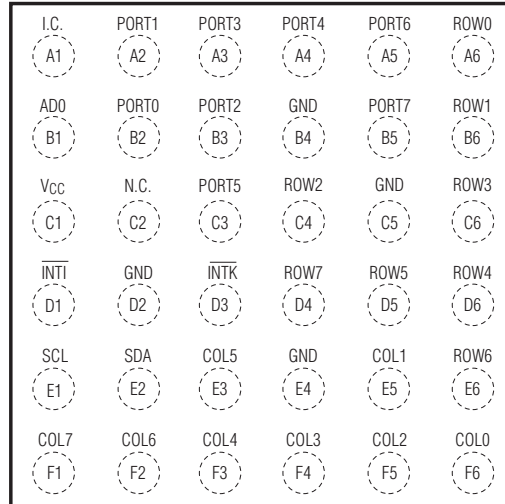 I.C. PORT1 PORT3 PORT4 PORT6 ROW0
A1 A2 A3 A4 A5 A6
AD0 PORT0 PORT2 GND PORT7 ROW1
B1 B2 B3 B4 B5 B6
VCC N.C. PORT5 ROW2 GND ROW3
C1 C2 C3 C4 C5 C6
INTI GND INTK ROW7 ROW5 ROW4
D1 D2 D3 D4 D5 D6
SCL SDA COL5 GND COL1 ROW6
E1 E2 E3 E4 E5 E6
COL7 COL6 COL4 COL3 COL2 COL0
F1 F2 F3 F4 F5 F6